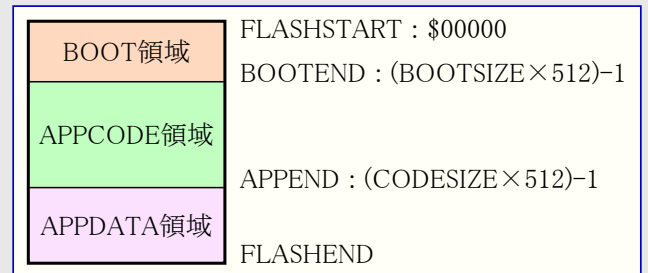 FLASHSTART : $00000
BOOT領域
BOOTEND : (BOOTSIZE×512)-1
APPCODE領域
APPEND : (CODESIZE×512)-1
APPDATA領域
FLASHEND